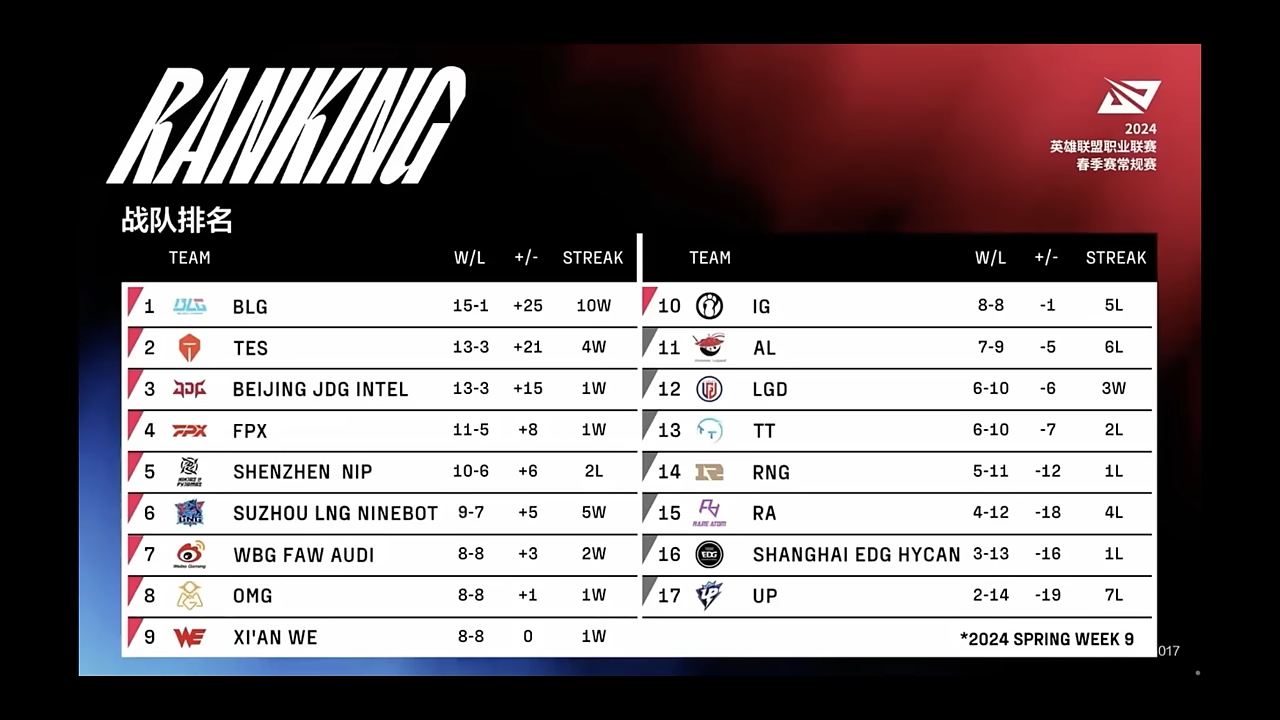 RANKING
2024
英雄联盟职业联赛
春季赛常规赛
战队排名
TEAM W/L +/- STREAK
1 BLG 15-1 +25 10W
2 TES 13-3 +21 4W
3 BEIJING JDG INTEL 13-3 +15 1W
4 FPX 11-5 +8 1W
5 SHENZHEN NIP 10-6 +6 2L
6 SUZHOU LNG NINEBOT 9-7 +5 5W
7 WBG FAW AUDI 8-8 +3 2W
8 OMG 8-8 +1 1W
9 XI'AN WE 8-8 0 1W
TEAM W/L +/- STREAK
10 IG 8-8 -1 5L
11 AL 7-9 -5 6L
12 LGD 6-10 -6 3W
13 TT 6-10 -7 2L
14 RNG 5-11 -12 1L
15 RA 4-12 -18 4L
16 SHANGHAI EDG HYCAN 3-13 -16 1L
17 UP 2-14 -19 7L
*2024 SPRING WEEK 9
017